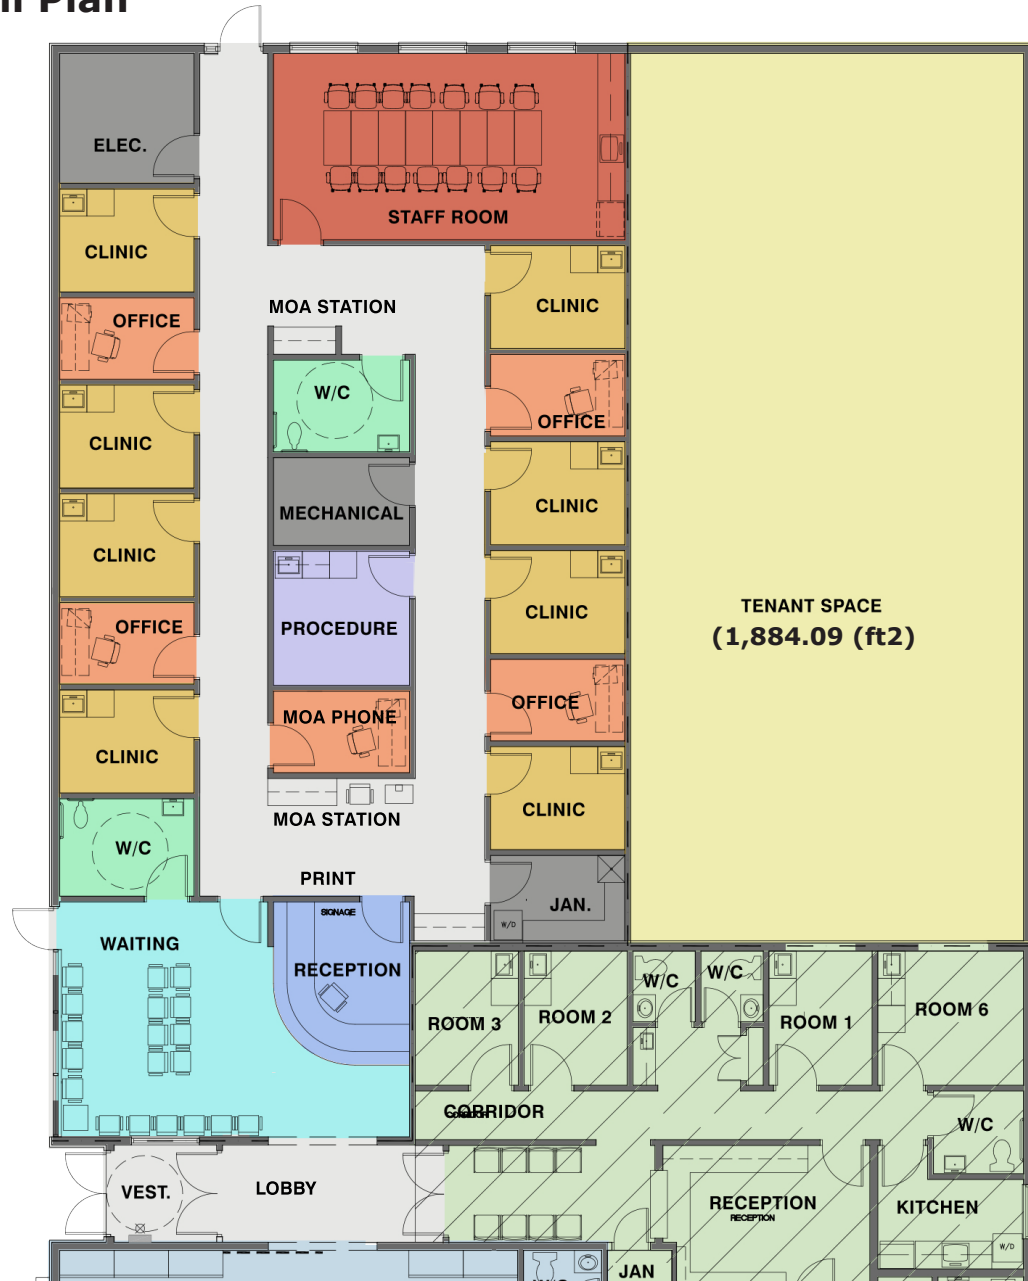 Plan
ELEC.
STAFF ROOM
CLINIC
CLINIC
MOA STATION
OFFICE
W/C
OFFICE
CLINIC
CLINIC
MECHANICAL
CLINIC
TENANT SPACE
(1,884.09 (ft2)
CLINIC
OFFICE
PROCEDURE
OFFICE
MOA PHONE
CLINIC
CLINIC
MOA STATION
W/C
PRINT
JAN.
SIGNAGE
W/D
WAITING
RECEPTION
W/C
W/C
ROOM 3
ROOM 2
ROOM 1
ROOM 6
CORRIDOR
CORRIDOR
W/C
VEST.
LOBBY
RECEPTION
RECEPTION
KITCHEN
W/D
JAN